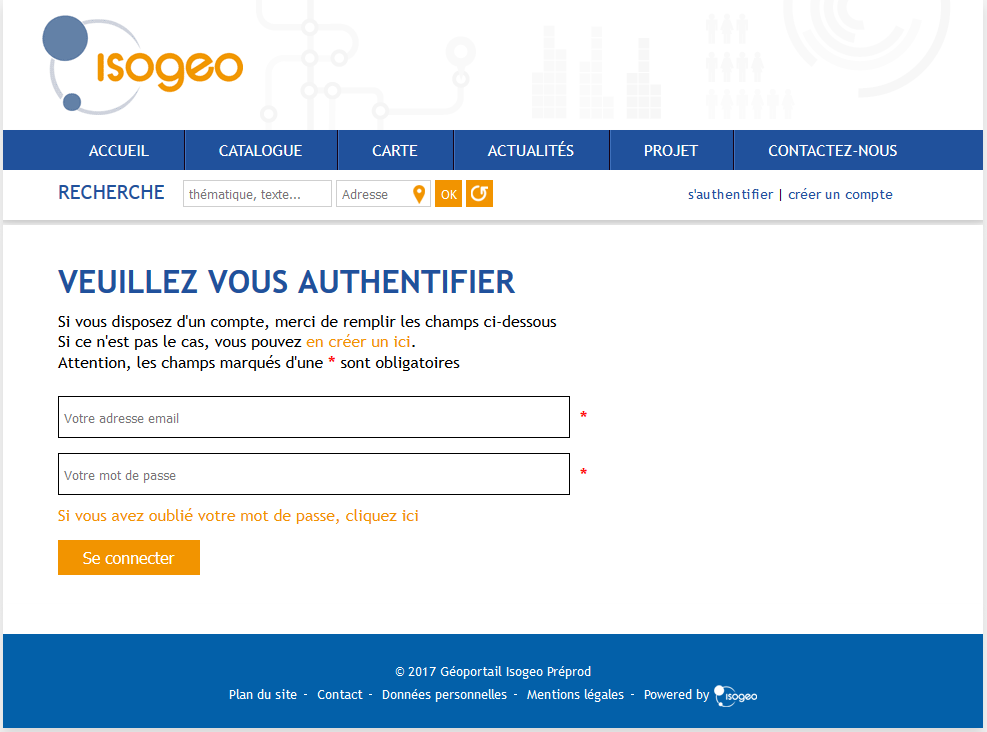 ISOGEO
ACCUEIL CATALOGUE CARTE ACTUALITÉS PROJET CONTACTEZ-NOUS
RECHERCHE thématique, texte... Adresse OK s'authentifier | créer un compte
VEUILLEZ VOUS AUTHENTIFIER
Si vous disposez d'un compte, merci de remplir les champs ci-dessous
Si ce n'est pas le cas, vous pouvez en créer un ici.
Attention, les champs marqués d'une * sont obligatoires
Votre adresse email *
Votre mot de passe *
Si vous avez oublié votre mot de passe, cliquez ici
Se connecter
© 2017 Géoportail Isogeo Préprod
Plan du site - Contact - Données personnelles - Mentions légales - Powered by ISOGEO